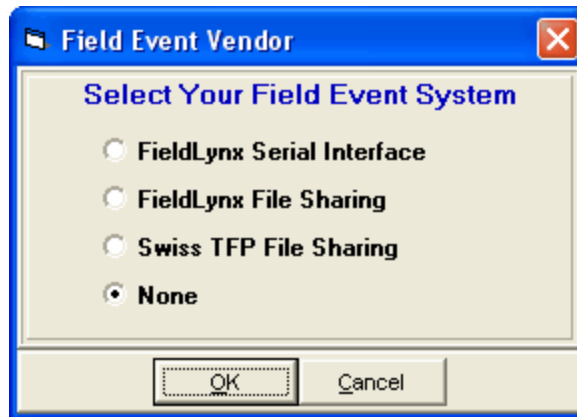 Field Event Vendor
Select Your Field Event System
FieldLynx Serial Interface
FieldLynx File Sharing
Swiss TFP File Sharing
None
OK Cancel